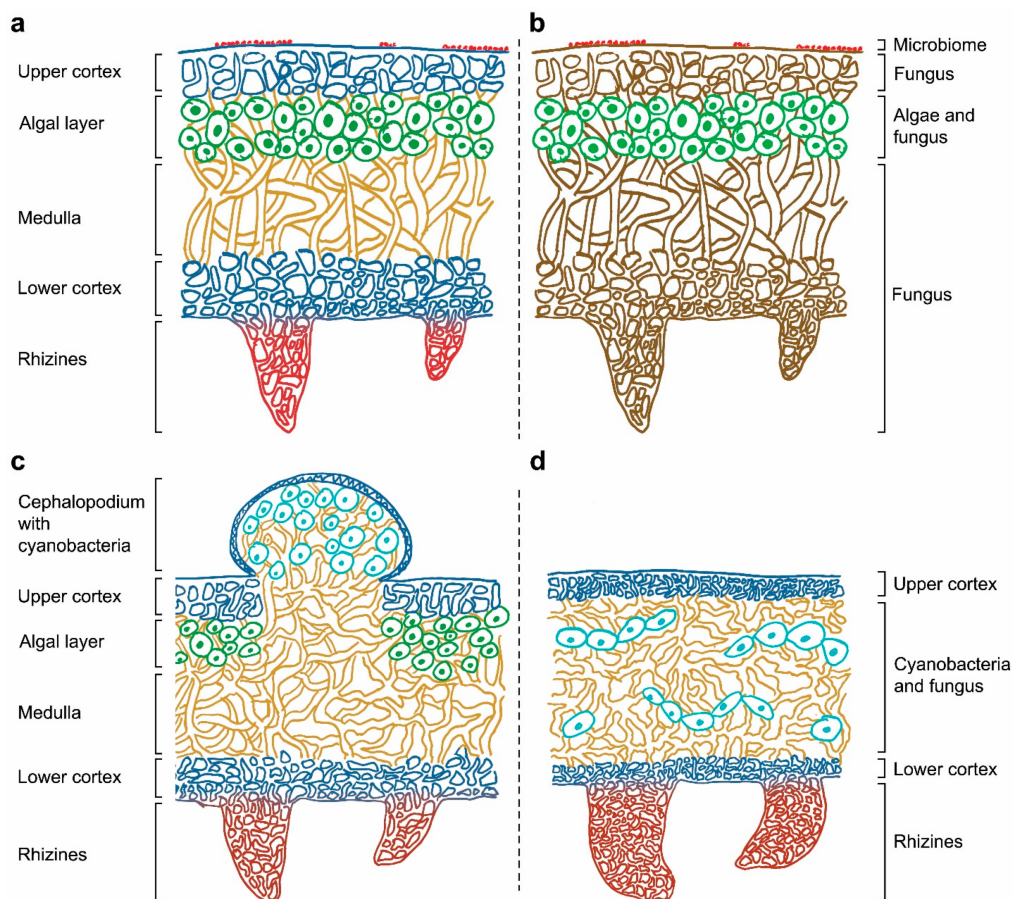 a
Upper cortex
Algal layer
Medulla
Lower cortex
Rhizines
b
Microbiome
Fungus
Algae and
fungus
Fungus
c
Cephalopodium
with
cyanobacteria
Upper cortex
Algal layer
Medulla
Lower cortex
Rhizines
d
Upper cortex
Cyanobacteria
and fungus
Lower cortex
Rhizines